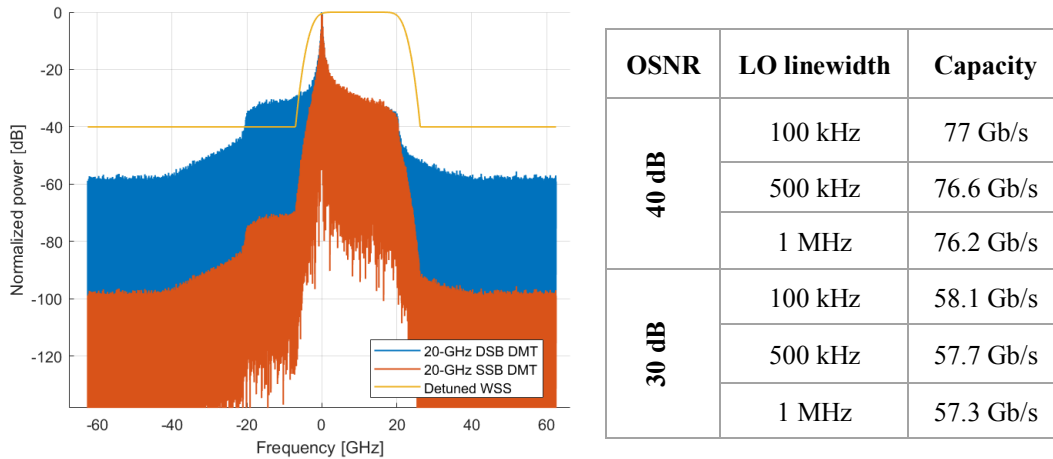 0
-20
-40
-60
-80
-100
-120
Normalized power [dB]
-60 -40 -20 0 20 40 60
Frequency [GHz]
20-GHz DSB DMT
20-GHz SSB DMT
Detuned WSS
OSNR LO linewidth Capacity
40 dB
100 kHz 77 Gb/s
500 kHz 76.6 Gb/s
1 MHz 76.2 Gb/s
30 dB
100 kHz 58.1 Gb/s
500 kHz 57.7 Gb/s
1 MHz 57.3 Gb/s